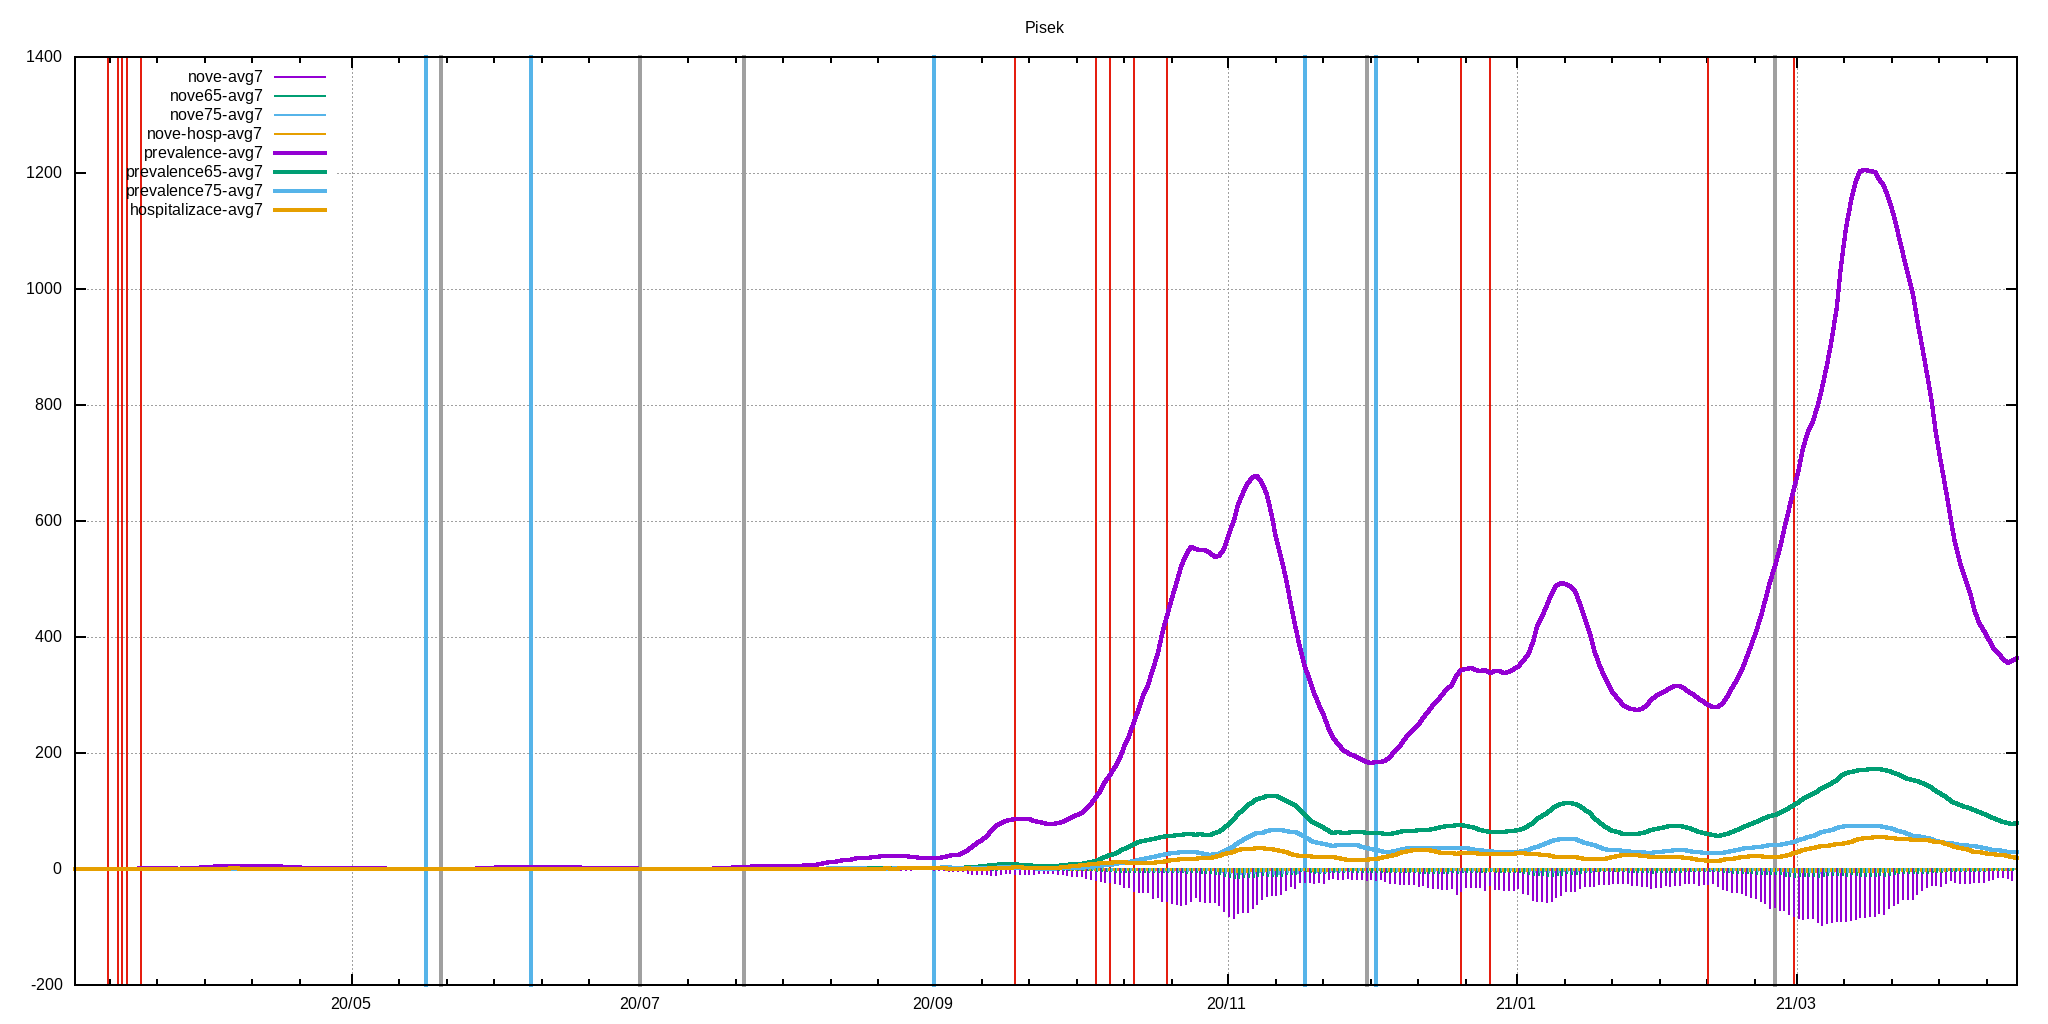 Pisek
1400
1200
1000
800
600
400
200
0
-200
nove-avg7
nove65-avg7
nove75-avg7
nove-hosp-avg7
prevalence-avg7
prevalence65-avg7
prevalence75-avg7
hospitalizace-avg7
20/05 20/07 20/09 20/11 21/01 21/03